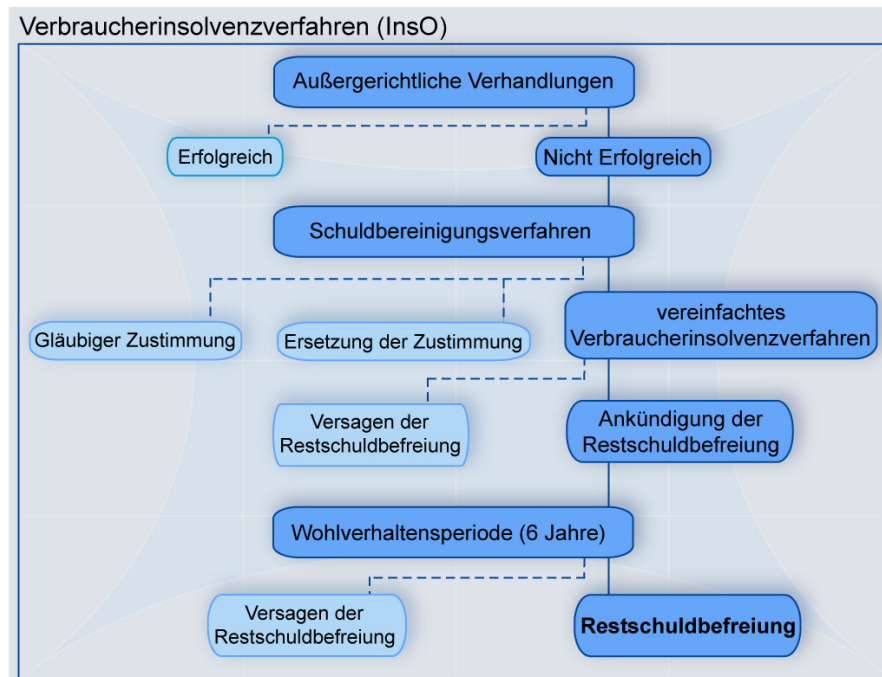 Verbraucherinsolvenzverfahren (InsO)
Außergerichtliche Verhandlungen
Erfolgreich
Nicht Erfolgreich
Schuldbereinigungsverfahren
Gläubiger Zustimmung
Ersetzung der Zustimmung
vereinfachtes
Verbraucherinsolvenzverfahren
Versagen der
Restschuldbefreiung
Ankündigung der
Restschuldbefreiung
Wohlverhaltensperiode (6 Jahre)
Versagen der
Restschuldbefreiung
Restschuldbefreiung